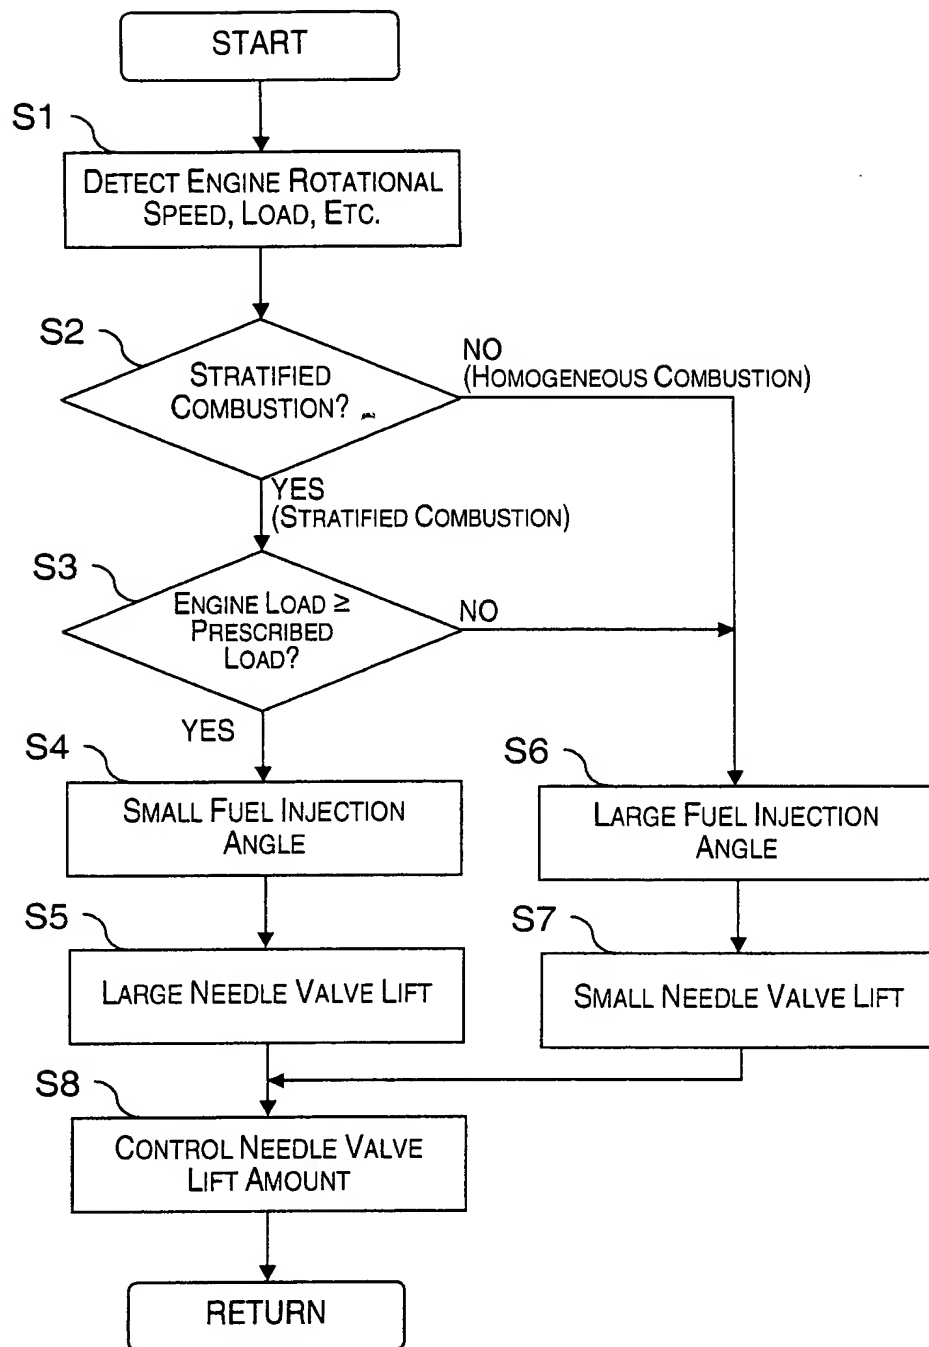 START
S1
DETECT ENGINE ROTATIONAL
SPEED, LOAD, ETC.
S2
STRATIFIED
COMBUSTION?
NO
(HOMOGENEOUS COMBUSTION)
YES
(STRATIFIED COMBUSTION)
S3
ENGINE LOAD ≥
PRESCRIBED
LOAD?
NO
YES
S4
SMALL FUEL INJECTION
ANGLE
S6
LARGE FUEL INJECTION
ANGLE
S5
LARGE NEEDLE VALVE LIFT
S7
SMALL NEEDLE VALVE LIFT
S8
CONTROL NEEDLE VALVE
LIFT AMOUNT
RETURN